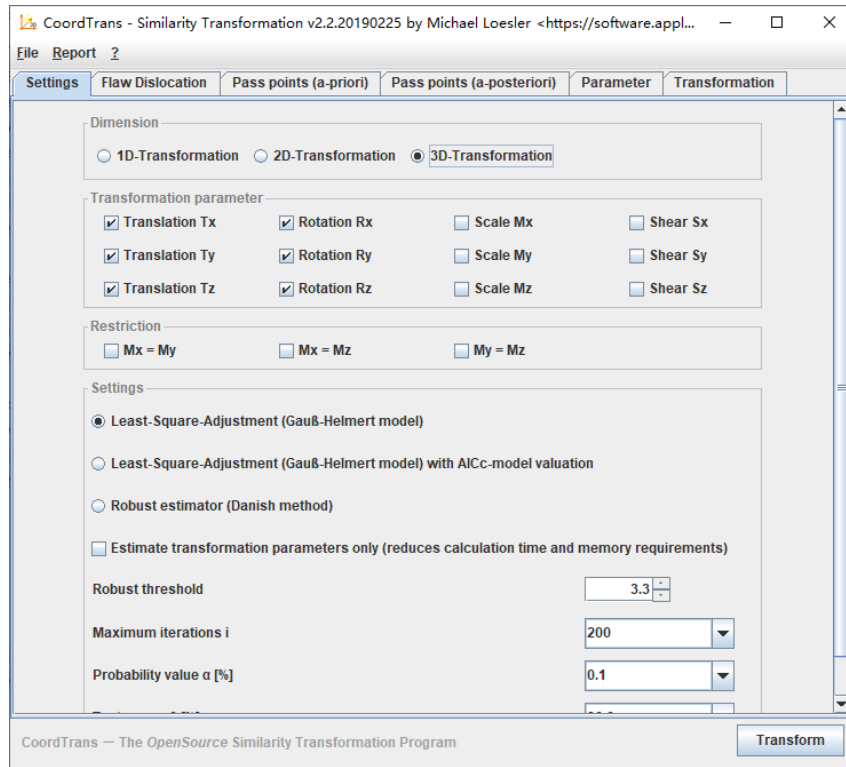 CoordTrans - Similarity Transformation v2.2.20190225 by Michael Loesler <https://software.appl...
File Report ?
Settings Flaw Dislocation Pass points (a-priori) Pass points (a-posteriori) Parameter Transformation
Dimension
1D-Transformation 2D-Transformation 3D-Transformation
Transformation parameter
Translation Tx Rotation Rx Scale Mx Shear Sx
Translation Ty Rotation Ry Scale My Shear Sy
Translation Tz Rotation Rz Scale Mz Shear Sz
Restriction
Mx = My Mx = Mz My = Mz
Settings
Least-Square-Adjustment (Gauß-Helmert model)
Least-Square-Adjustment (Gauß-Helmert model) with AICc-model valuation
Robust estimator (Danish method)
Estimate transformation parameters only (reduces calculation time and memory requirements)
Robust threshold 3.3
Maximum iterations i 200
Probability value α [%] 0.1
CoordTrans — The OpenSource Similarity Transformation Program Transform